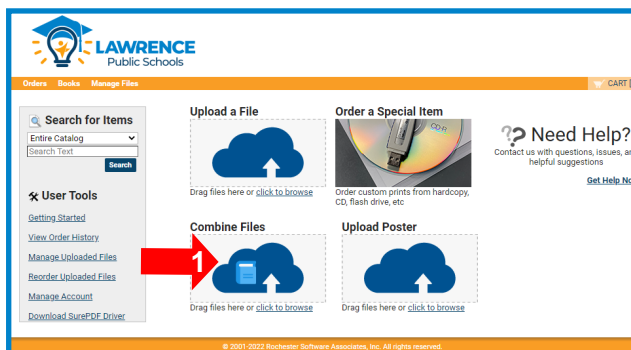 LAWRENCE
Public Schools
Orders Books Manage Files
CART
Search for Items
Entire Catalog
Search Text
Search
User Tools
Getting Started
View Order History
Manage Uploaded Files
Reorder Uploaded Files
Manage Account
Download SurePDF Driver
Upload a File
Drag files here or click to browse
Order a Special Item
CD-R
Order custom prints from hardcopy,
CD, flash drive, etc
Combine Files
1
Drag files here or click to browse
Upload Poster
Drag files here or click to browse
?? Need Help?
Contact us with questions, issues, an
helpful suggestions
Get Help No
© 2001-2022 Rochester Software Associates, Inc. All rights reserved.